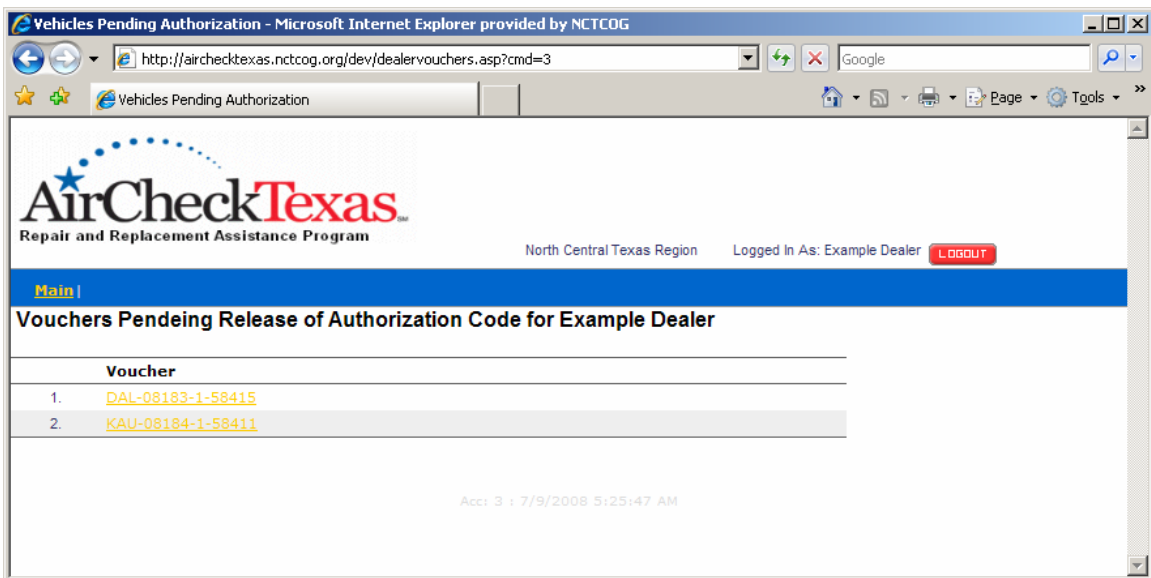 Vehicles Pending Authorization - Microsoft Internet Explorer provided by NCTCOG
http://airchecktexas.nctcog.org/dev/dealervouchers.asp?cmd=3
Google
Vehicles Pending Authorization
Page
Tools
»
AirCheckTexas SM
Repair and Replacement Assistance Program
North Central Texas Region Logged In As: Example Dealer LOGOUT
Main |
Vouchers Pendeing Release of Authorization Code for Example Dealer
Voucher
1. DAL-08183-1-58415
2. KAU-08184-1-58411
Acc: 3 : 7/9/2008 5:25:47 AM